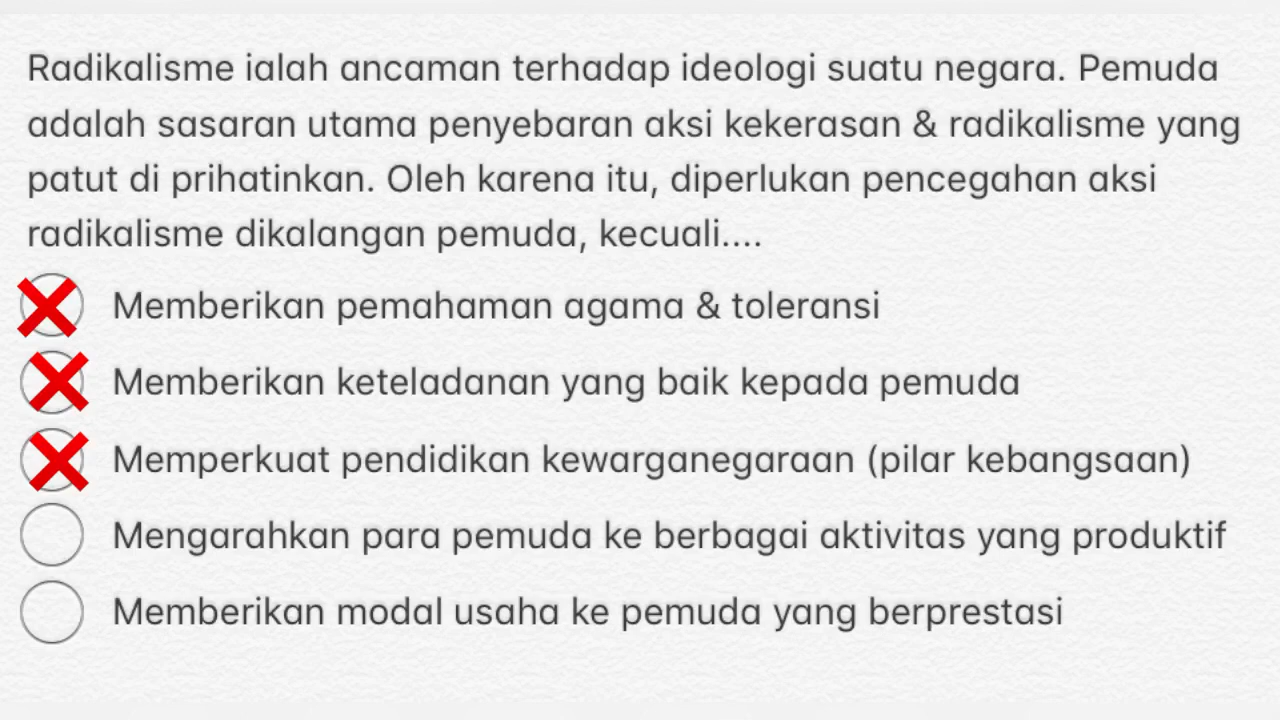 Radikalisme ialah ancaman terhadap ideologi suatu negara. Pemuda
adalah sasaran utama penyebaran aksi kekerasan & radikalisme yang
patut di prihatinkan. Oleh karena itu, diperlukan pencegahan aksi
radikalisme dikalangan pemuda, kecuali....
Memberikan pemahaman agama & toleransi
Memberikan keteladanan yang baik kepada pemuda
Memperkuat pendidikan kewarganegaraan (pilar kebangsaan)
Mengarahkan para pemuda ke berbagai aktivitas yang produktif
Memberikan modal usaha ke pemuda yang berprestasi